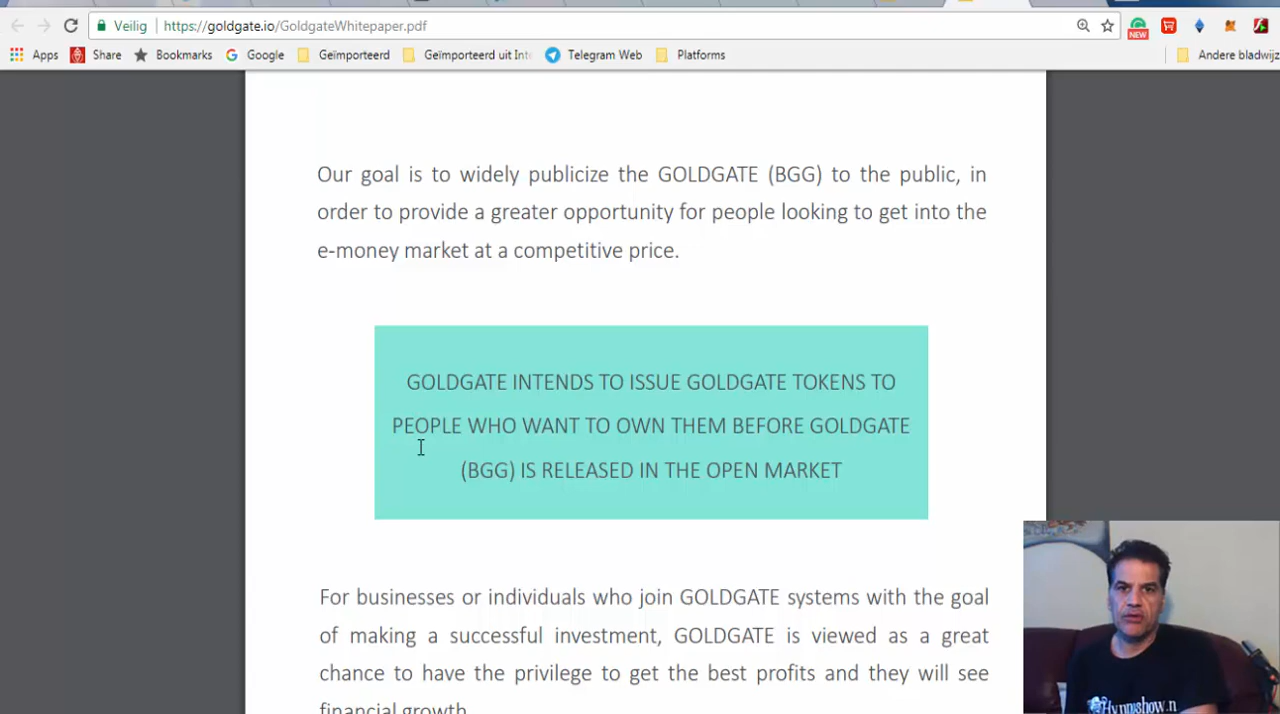 Veilig
https://goldgate.io/GoldgateWhitepaper.pdf
NEW
Apps
Share
Bookmarks
Google
Geïmporteerd
Geïmporteerd uit
Telegram Web
Platforms
Andere bladwijz
Our goal is to widely publicize the GOLDGATE (BGG) to the public, in
order to provide a greater opportunity for people looking to get into the
e-money market at a competitive price.
GOLDGATE INTENDS TO ISSUE GOLDGATE TOKENS TO
PEOPLE WHO WANT TO OWN THEM BEFORE GOLDGATE
(BGG) IS RELEASED IN THE OPEN MARKET
For businesses or individuals who join GOLDGATE systems with the goal
of making a successful investment, GOLDGATE is viewed as a great
chance to have the privilege to get the best profits and they will see
financial growth.